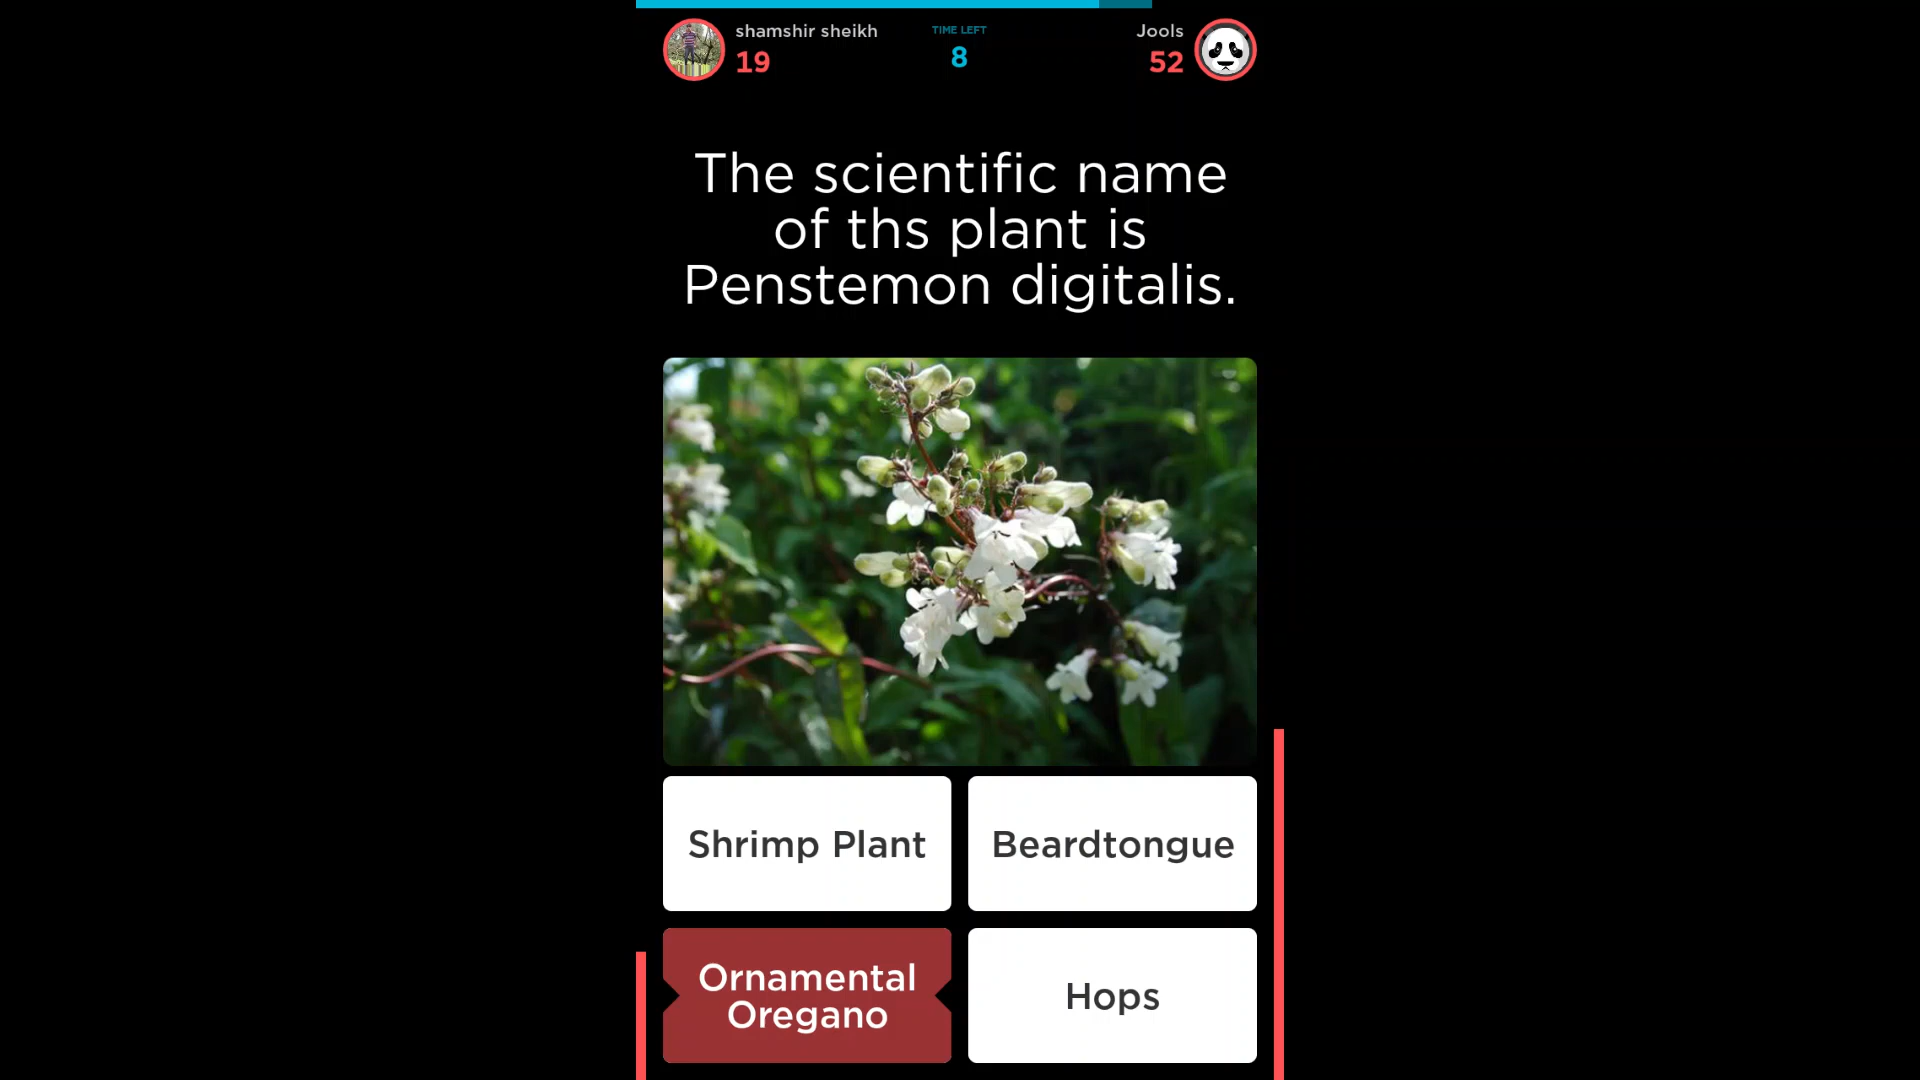 shamshir sheikh
19
TIME LEFT
8
Jools
52
The scientific name
of ths plant is
Penstemon digitalis.
Shrimp Plant
Beardtongue
Ornamental
Oregano
Hops